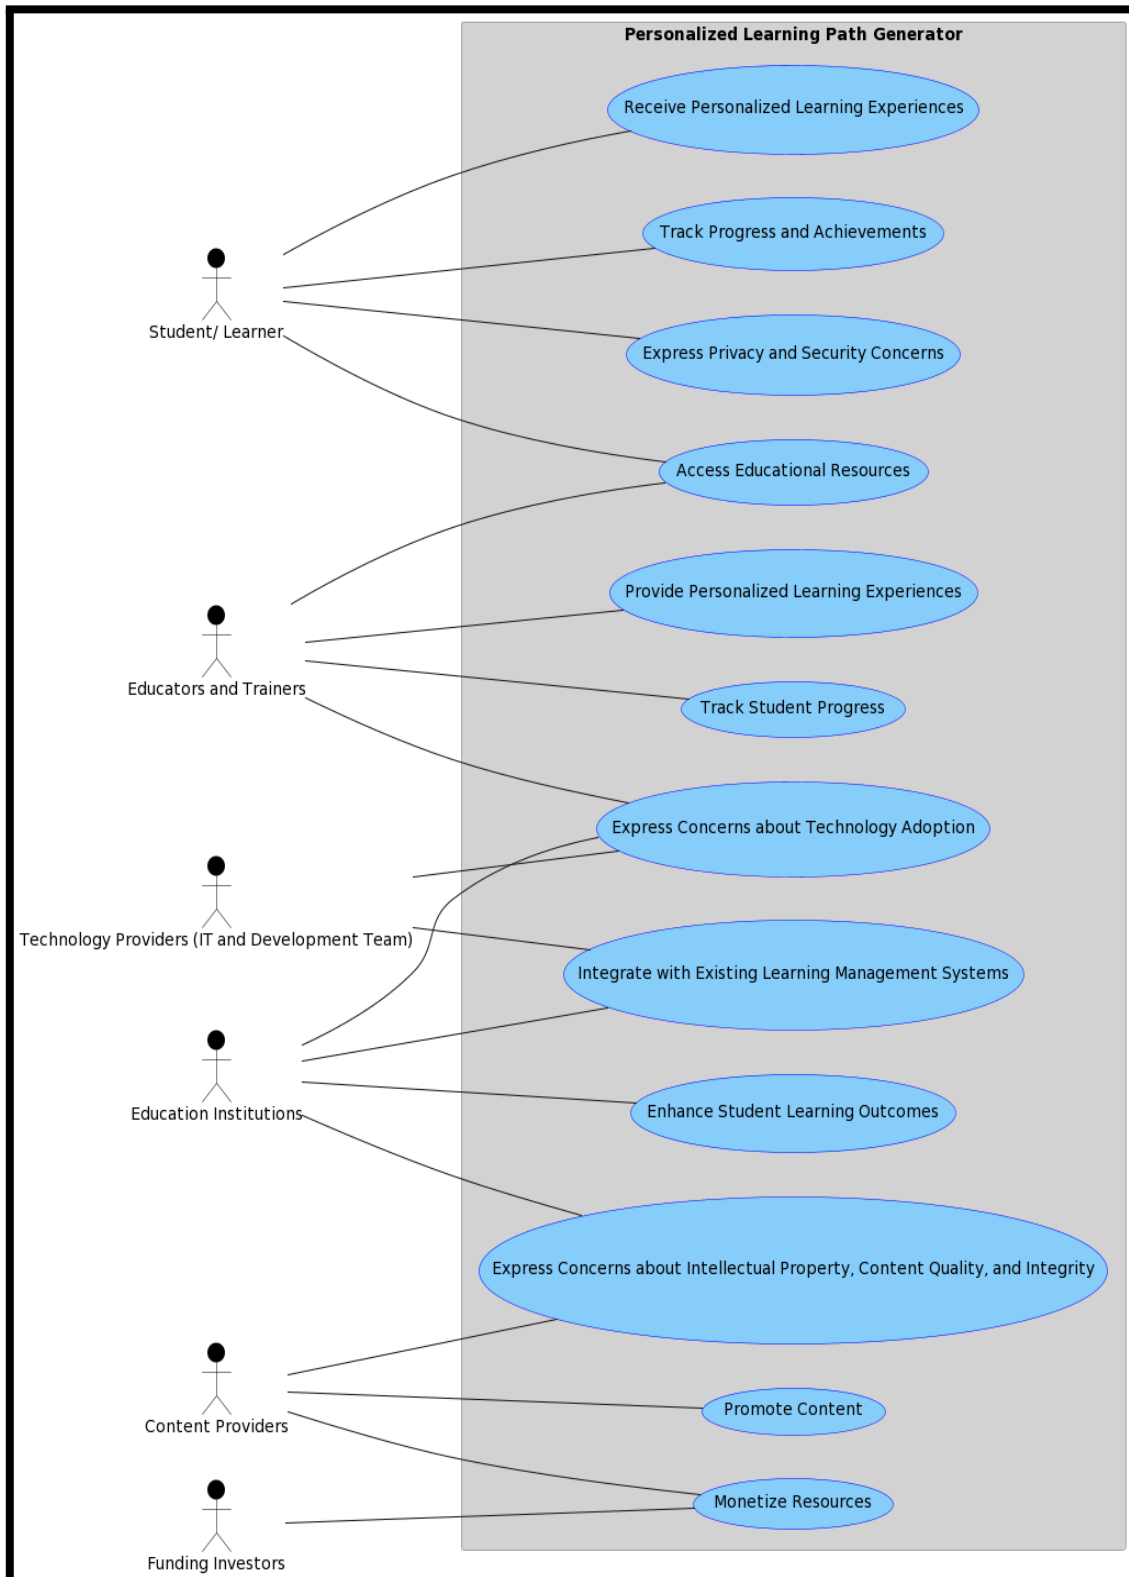 Personalized Learning Path Generator
Receive Personalized Learning Experiences
Track Progress and Achievements
Student/ Learner
Express Privacy and Security Concerns
Access Educational Resources
Provide Personalized Learning Experiences
Educators and Trainers
Track Student Progress
Express Concerns about Technology Adoption
Technology Providers (IT and Development Team)
Integrate with Existing Learning Management Systems
Education Institutions
Enhance Student Learning Outcomes
Express Concerns about Intellectual Property, Content Quality, and Integrity
Content Providers
Promote Content
Monetize Resources
Funding Investors